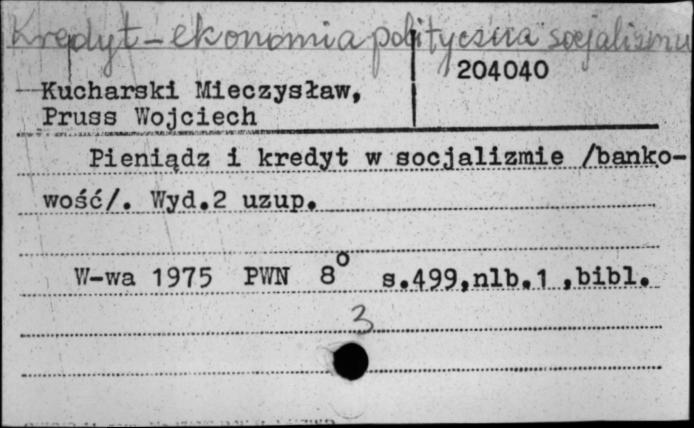 Kredyt - ekonomia polityczna socjalizmu
204040
Kucharski Mieczysław,
Pruss Wojciech
Pieniądz i kredyt w socjalizmie /banko-
wość/. Wyd.2 uzup.
W-wa 1975 PWN 8° s.499,nlb.1 ,bibl.
3